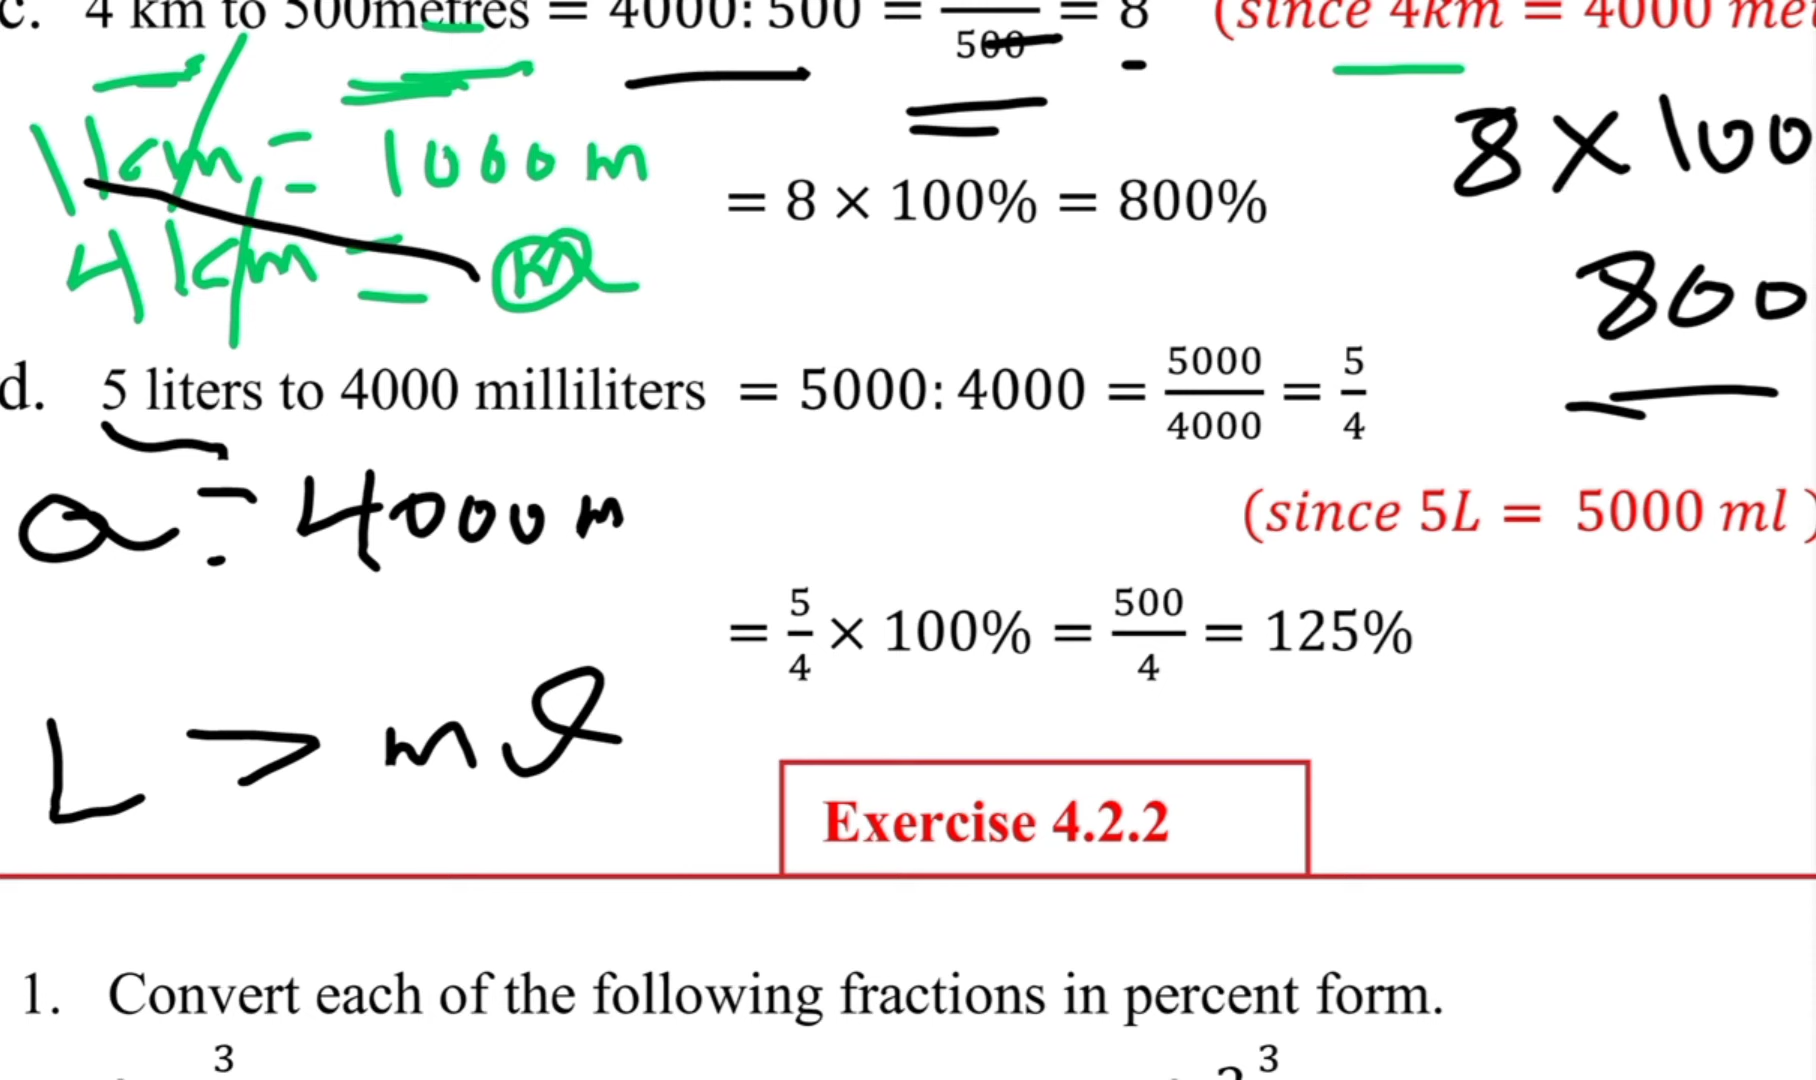 c. 4 km to 500metres = 4000:500 = /500 = 8 (since 4km = 4000 me
1km = 1000m
8 × 100
= 8 × 100% = 800%
4km =
800
d. 5 liters to 4000 milliliters = 5000:4000 = 5000/4000 = 5/4
= 4000 m
(since 5L = 5000 ml )
= 5/4 × 100% = 500/4 = 125%
L > ml
Exercise 4.2.2
1. Convert each of the following fractions in percent form.
3 3